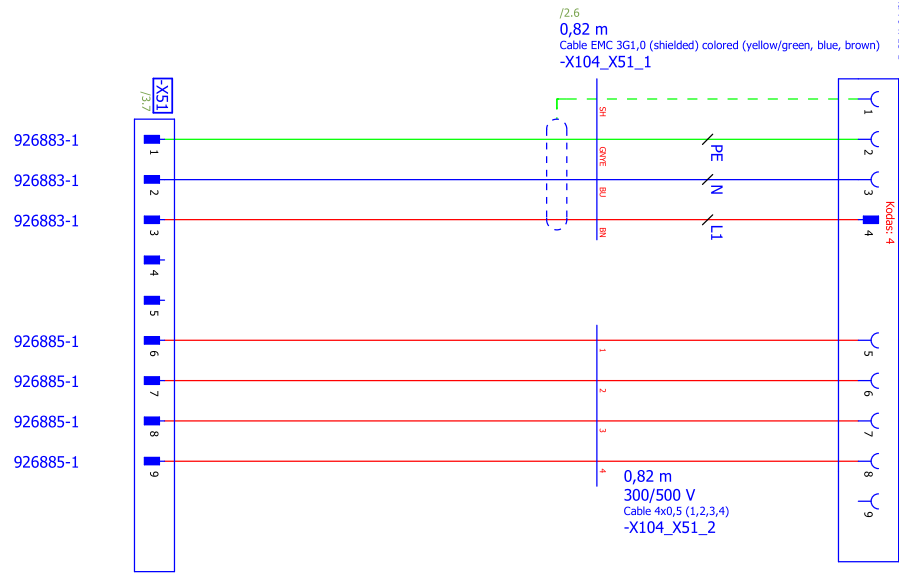 /2.6
0,82 m
Cable EMC 3G1,0 (shielded) colored (yellow/green, blue, brown)
-X104_X51_1
-X51
/3.7
SH
1
926883-1
1
GNYE
PE
2
926883-1
2
BU
N
3
926883-1
3
BN
L1
4
Kodas: 4
4
5
926885-1
6
1
5
926885-1
7
2
6
926885-1
8
3
7
926885-1
9
4
8
0,82 m
300/500 V
Cable 4x0,5 (1,2,3,4)
-X104_X51_2
9